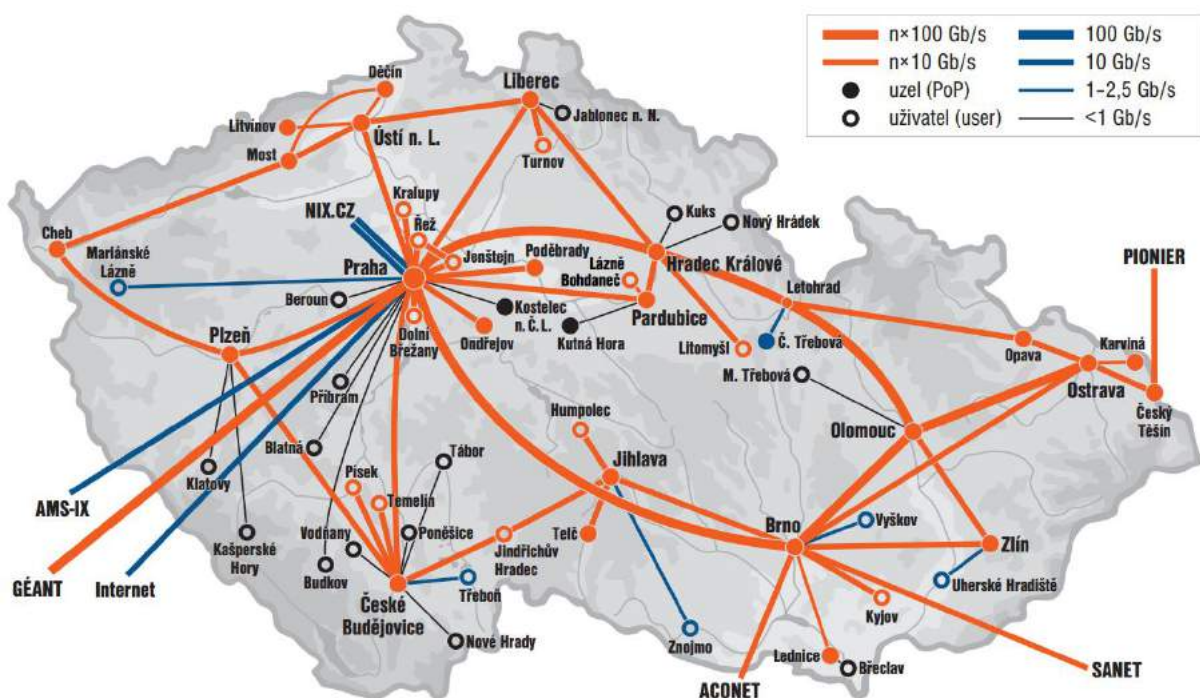 n×100 Gb/s
n×10 Gb/s
uzel (PoP)
uživatel (user)
100 Gb/s
10 Gb/s
1–2,5 Gb/s
<1 Gb/s
Děčín
Liberec
Litvínov
Jablonec n. N.
Ústí n. L.
Most
Turnov
Kralupy
NIX.CZ
Řež
Kuks
Nový Hrádek
Cheb
Mariánské
Lázně
Jenštejn
Poděbrady
Praha
Lázně
Bohdaneč
Hradec Králové
PIONIER
Letohrad
Beroun
Kostelec
n. Č. L.
Pardubice
Dolní
Břežany
Ondřejov
Kutná Hora
Litomyšl
Č. Třebová
Plzeň
Opava
Karviná
Ostrava
M. Třebová
Český
Těšín
Příbram
Humpolec
Olomouc
Blatná
Tábor
Jihlava
Klatovy
Písek
Temelín
AMS-IX
Vodňany
Poněšice
Telč
Brno
Vyškov
Zlín
Kašperské
Hory
Budkov
Jindřichův
Hradec
GÉANT
Internet
Třeboň
Uherské Hradiště
České
Budějovice
Kyjov
Nové Hrady
Znojmo
Lednice
Břeclav
SANET
ACONET